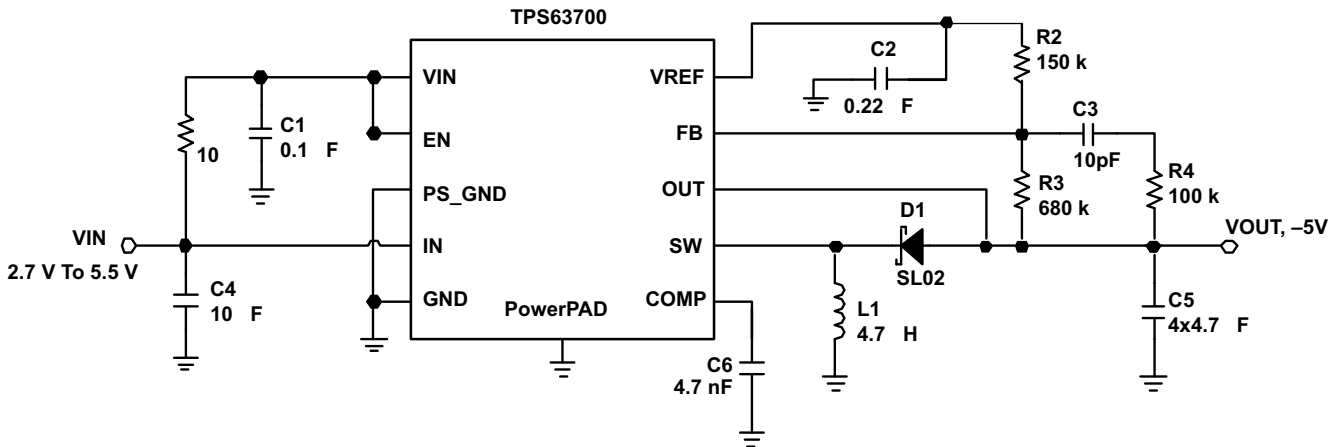 TPS63700
VIN
EN
PS_GND
IN
GND
VREF
FB
OUT
SW
COMP
PowerPAD
10
C1
0.1 F
VIN
2.7 V To 5.5 V
C4
10 F
C2
0.22 F
R2
150 k
C3
10pF
R3
680 k
R4
100 k
D1
SL02
VOUT, –5V
L1
4.7 H
C5
4x4.7 F
C6
4.7 nF